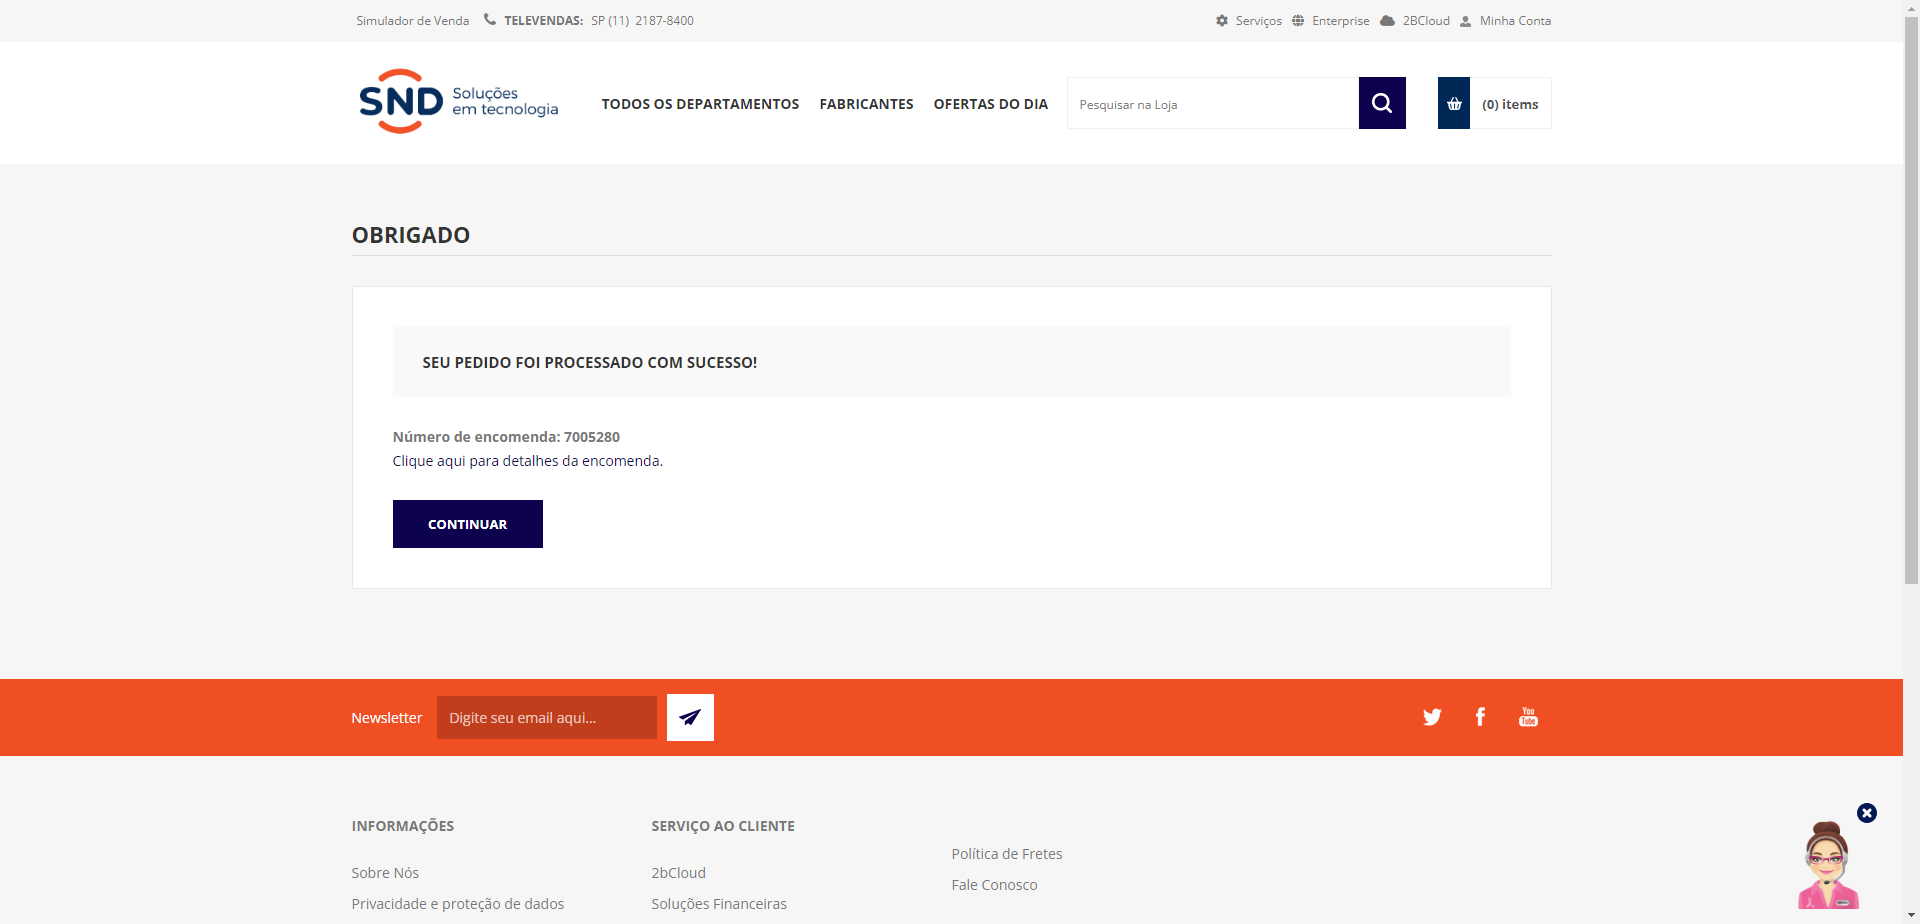 Simulador de Venda TELEVENDAS: SP (11) 2187-8400 Serviços Enterprise 2BCloud Minha Conta
SND Soluções
em tecnologia
TODOS OS DEPARTAMENTOS FABRICANTES OFERTAS DO DIA Pesquisar na Loja (0) items
OBRIGADO
SEU PEDIDO FOI PROCESSADO COM SUCESSO!
Número de encomenda: 7005280
Clique aqui para detalhes da encomenda.
CONTINUAR
Newsletter Digite seu email aqui... You
Tube
INFORMAÇÕES SERVIÇO AO CLIENTE
Política de Fretes
Sobre Nós 2bCloud
Fale Conosco
Privacidade e proteção de dados Soluções Financeiras